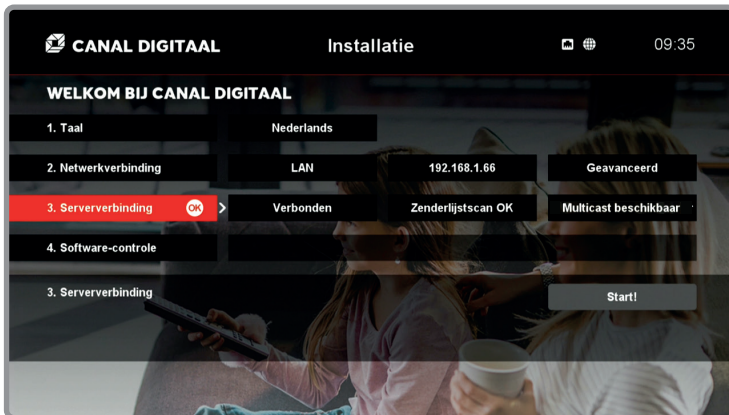 CANAL DIGITAAL Installatie 09:35
WELKOM BIJ CANAL DIGITAAL
1. Taal Nederlands
2. Netwerkverbinding LAN 192.168.1.66 Geavanceerd
3. Serververbinding OK > Verbonden Zenderlijstscan OK Multicast beschikbaar
4. Software-controle
3. Serververbinding Start!